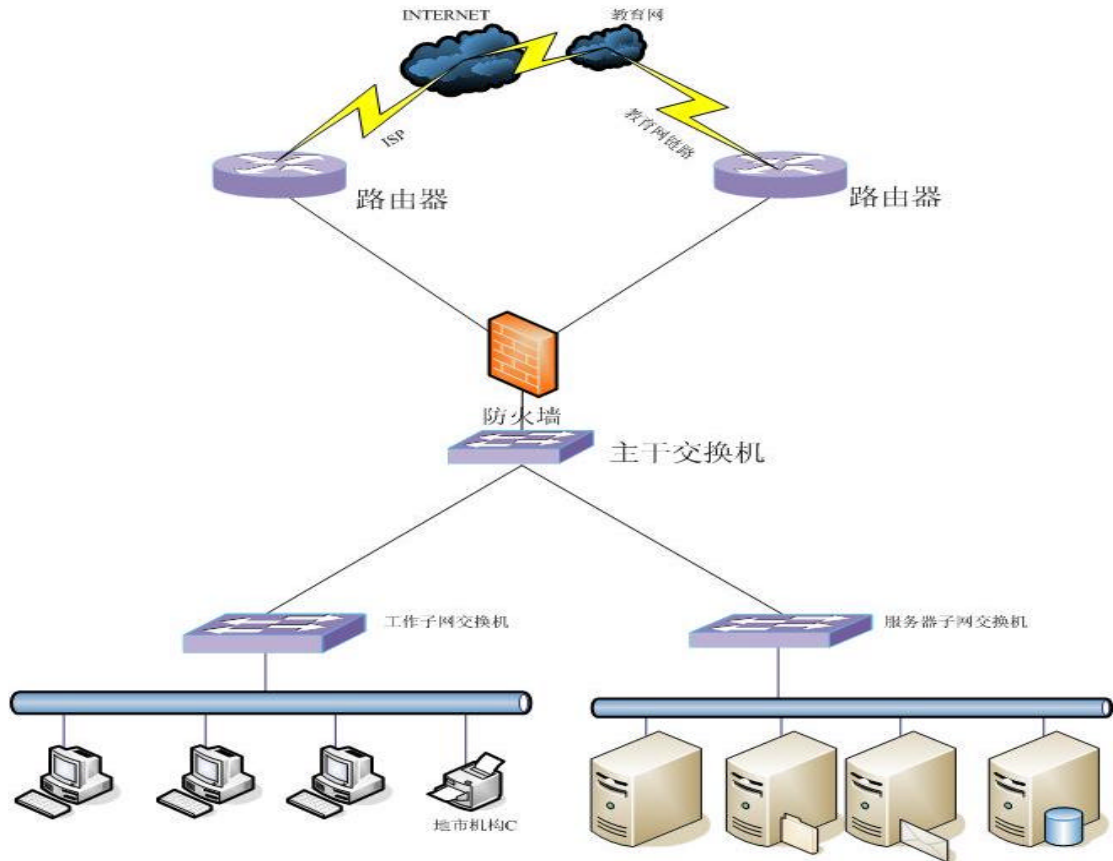 INTERNET
教育网
ISP
教育网链路
路由器
路由器
防火墙
主干交换机
工作子网交换机
服务器子网交换机
地市机构C